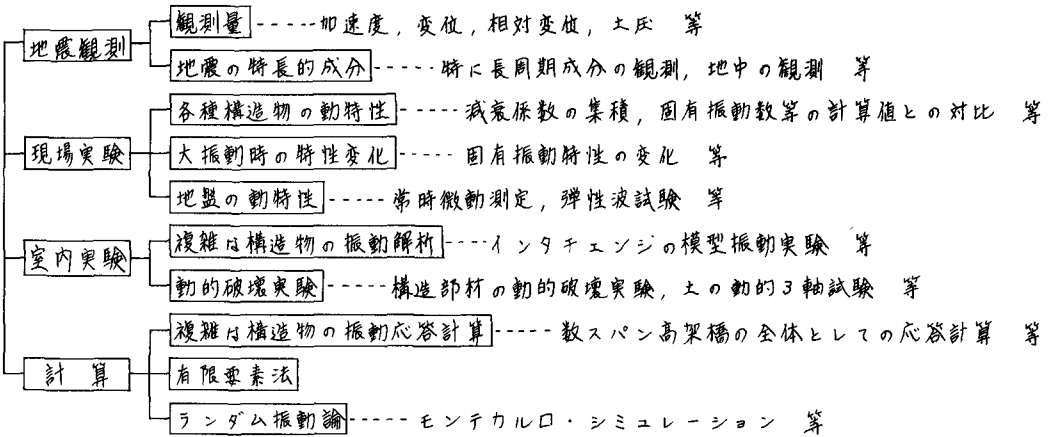 地震観測
観測量 ----- 加速度, 変位, 相対変位, 土圧 等
地震の特長的成分 ----- 特に長周期成分の観測, 地中の観測 等
現場実験
各種構造物の動特性 ----- 減衰係数の集積, 固有振動数等の計算値との対比 等
大振動時の特性変化 ----- 固有振動特性の変化 等
地盤の動特性 ----- 常時微動測定, 弾性波試験 等
室内実験
複雑な構造物の振動解析 ---- インタチェンジの模型振動実験 等
動的破壊実験 ----- 構造部材の動的破壊実験, 土の動的3軸試験 等
計算
複雑な構造物の振動応答計算 ----- 数スパン高架橋の全体としての応答計算 等
有限要素法
ランダム振動論 ----- モンテカルロ・シミュレーション 等